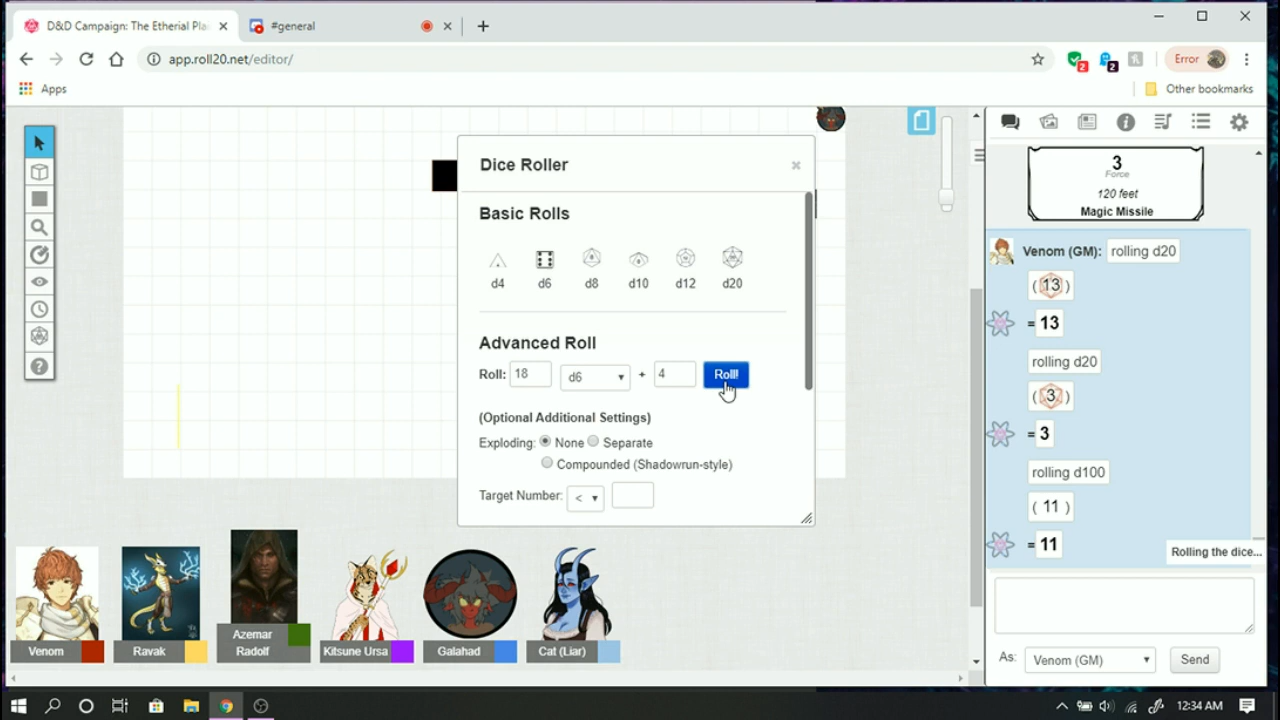 D&D Campaign: The Etherial Pla
#general
app.roll20.net/editor/
2
2
Error
Apps
Other bookmarks
Dice Roller
Basic Rolls
d4
d6
d8
d10
d12
d20
Advanced Roll
Roll: 18 d6 + 4 Roll!
(Optional Additional Settings)
Exploding: None Separate
Compounded (Shadowrun-style)
Target Number: <
3
Force
120 feet
Magic Missile
Venom (GM): rolling d20
(13)
= 13
rolling d20
(3)
= 3
rolling d100
(11)
= 11
Rolling the dice...
As: Venom (GM) Send
Venom
Ravak
Azemar
Radolf
Kitsune Ursa
Galahad
Cat (Liar)
12:34 AM